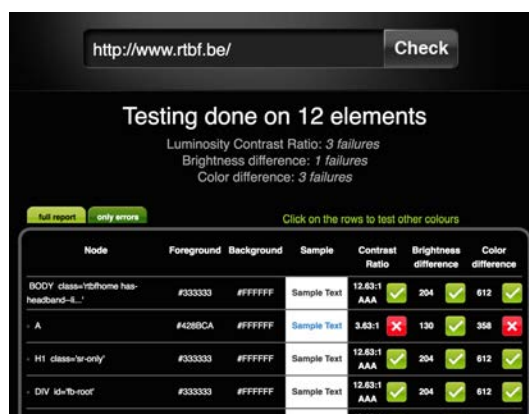 http://www.rtbf.be/ Check
Testing done on 12 elements
Luminosity Contrast Ratio: 3 failures
Brightness difference: 1 failures
Color difference: 3 failures
full report only errors Click on the rows to test other colours
Node Foreground Background Sample Contrast Ratio Brightness difference Color difference
BODY class='rtbfhome has-headband--li...' #333333 #FFFFFF Sample Text 12.63:1 AAA 204 612
A #428BCA #FFFFFF Sample Text 3.63:1 130 358
H1 class='sr-only' #333333 #FFFFFF Sample Text 12.63:1 AAA 204 612
DIV id='fb-root' #333333 #FFFFFF Sample Text 12.63:1 AAA 204 612